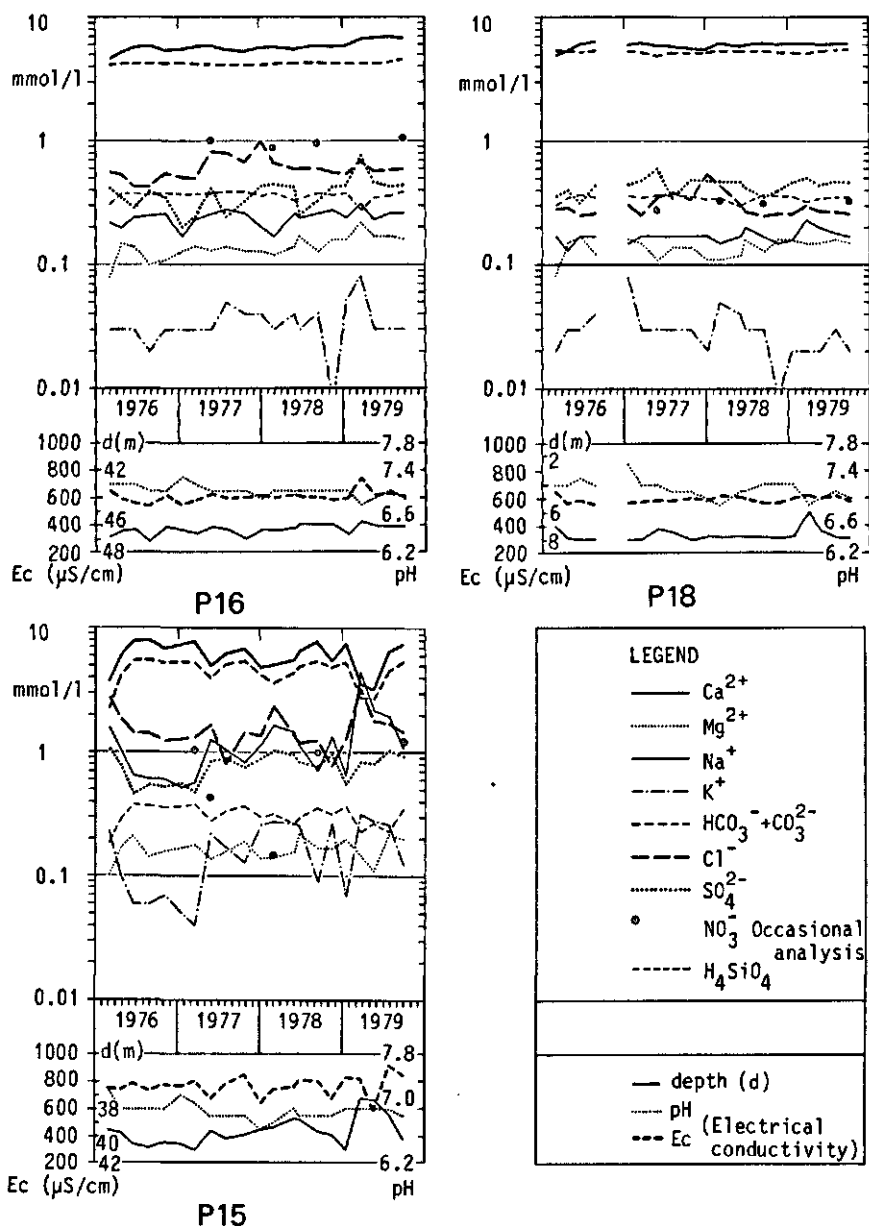 10
mmol/l
1
0.1
0.01
1976 1977 1978 1979
1000 d(m) 7.8
800 42 7.4
600
400 46 6.6
200 48 6.2
Ec (µS/cm) pH
P16
10
mmol/l
1
0.1
0.01
1976 1977 1978 1979
1000 d(m) 7.8
800 2 7.4
600
400 6 6.6
200 8 6.2
Ec (µS/cm) pH
P18
10
mmol/l
1
0.1
0.01
1976 1977 1978 1979
1000 d(m) 7.8
800
600 38 7.0
400 40
200 42 6.2
Ec (µS/cm) pH
P15
LEGEND
Ca²⁺
Mg²⁺
Na⁺
K⁺
HCO₃⁻+CO₃²⁻
Cl⁻
SO₄²⁻
NO₃⁻ Occasional
analysis
H₄SiO₄
depth (d)
pH
Ec (Electrical
conductivity)